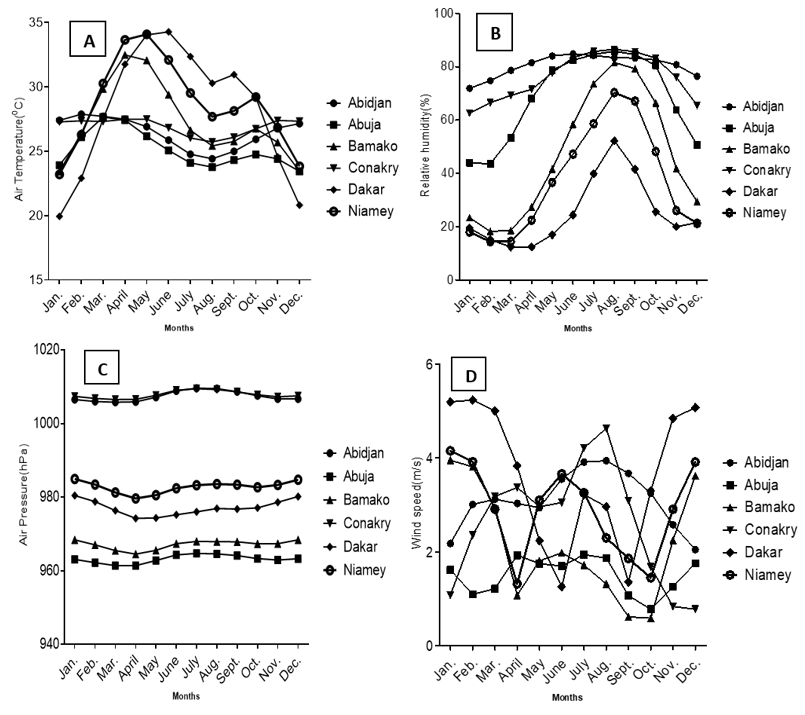 A
35
30
25
20
15
Air Temperature(⁰C)
Jan.
Feb.
Mar.
April
May
June
July
Aug.
Sept.
Oct.
Nov.
Dec.
Months
Abidjan
Abuja
Bamako
Conakry
Dakar
Niamey
B
100
80
60
40
20
0
Relative humidity(%)
Jan.
Feb.
March
April
May
June
July
Aug.
Sept.
Oct.
Nov.
Dec.
Months
Abidjan
Abuja
Bamako
Conakry
Dakar
Niamey
C
1020
1000
980
960
940
Air Pressure(hPa)
Jan.
Feb.
Mar.
April
May
June
July
Aug.
Sept.
Oct.
Nov.
Dec.
Months
Abidjan
Abuja
Bamako
Conakry
Dakar
Niamey
D
6
4
2
0
Wind speed(m/s)
Jan.
Feb.
Mar.
April
May
June
July
Aug.
Sept.
Oct.
Nov.
Dec.
Months
Abidjan
Abuja
Bamako
Conakry
Dakar
Niamey